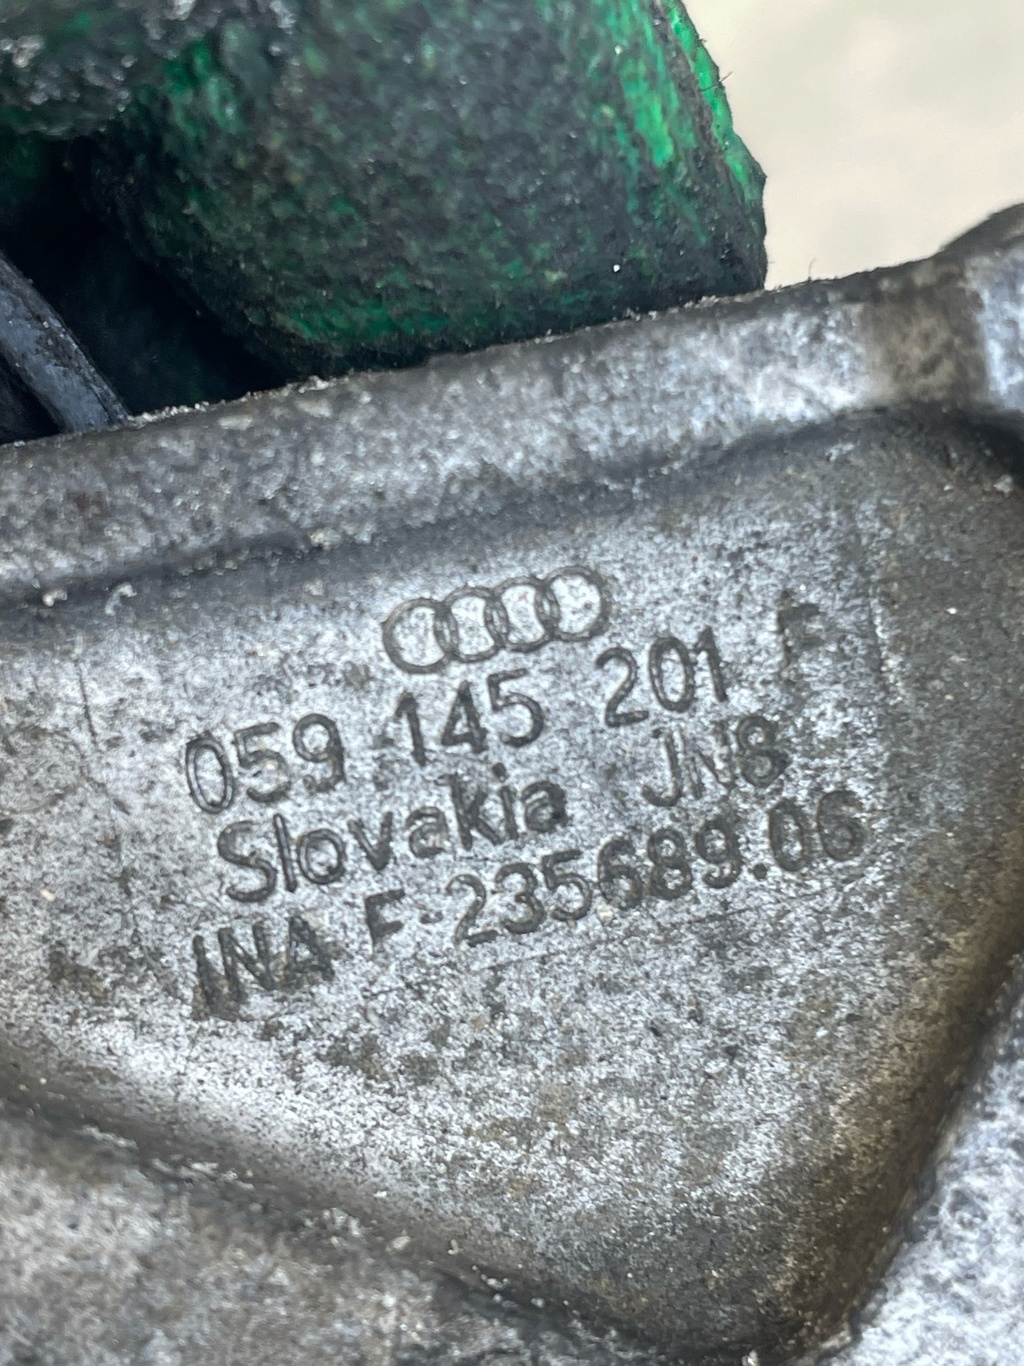 059 145 201 F
Slovakia JN8
INA F-235689.06